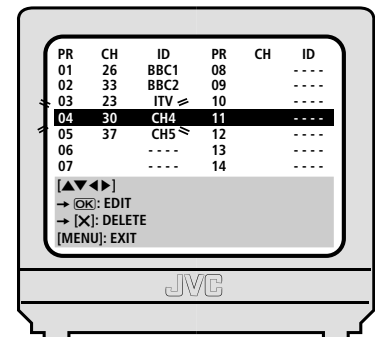 PR CH ID PR CH ID
01 26 BBC1 08 - - - -
02 33 BBC2 09 - - - -
03 23 ITV 10 - - - -
04 30 CH4 11 - - - -
05 37 CH5 12 - - - -
06 - - - - 13 - - - -
07 - - - - 14 - - - -
[▲▼◀▶]
→ OK: EDIT
→ [X]: DELETE
[MENU]: EXIT
JVC